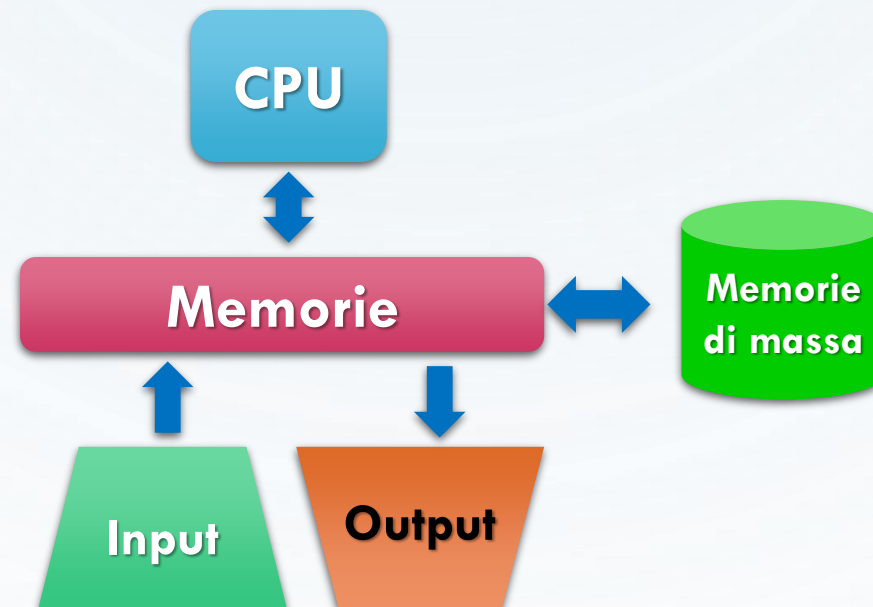 CPU
Memorie
Memorie
di massa
Input
Output